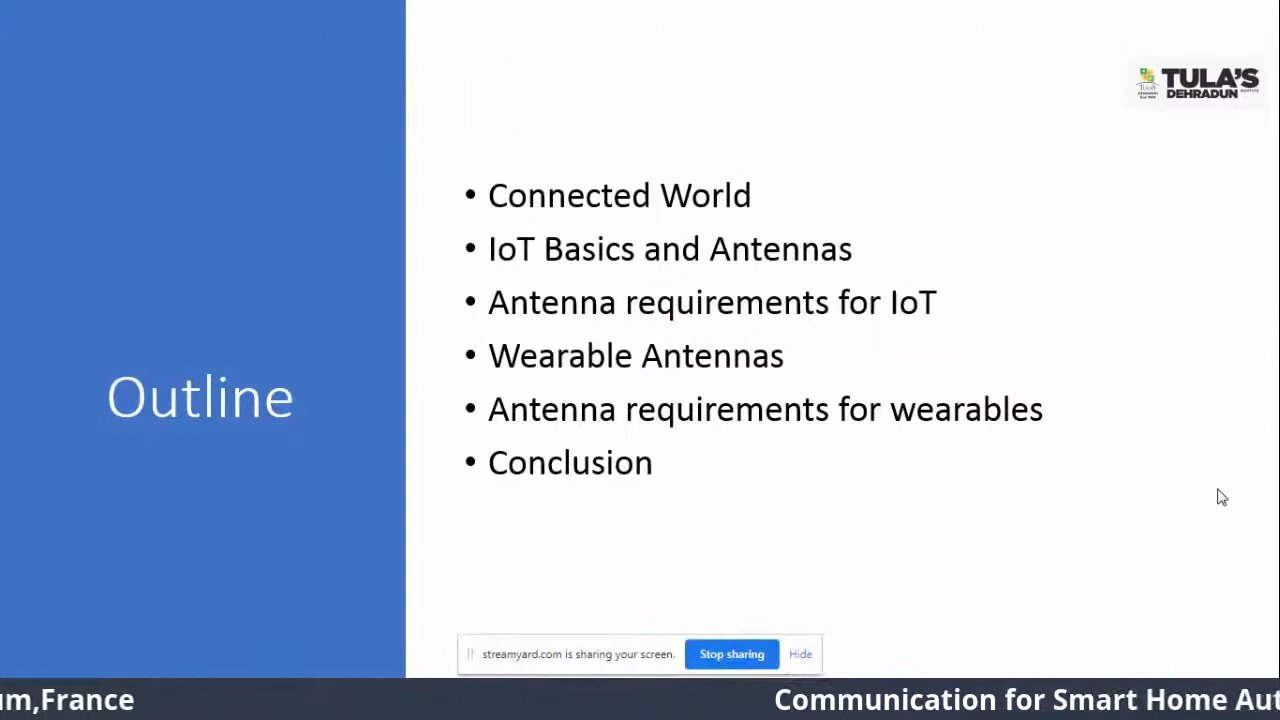 TULA'S
DEHRADUN
• Connected World
• IoT Basics and Antennas
• Antenna requirements for IoT
• Wearable Antennas
Outline
• Antenna requirements for wearables
• Conclusion
streamyard.com is sharing your screen.
Stop sharing
Hide
um,France
Communication for Smart Home Aut